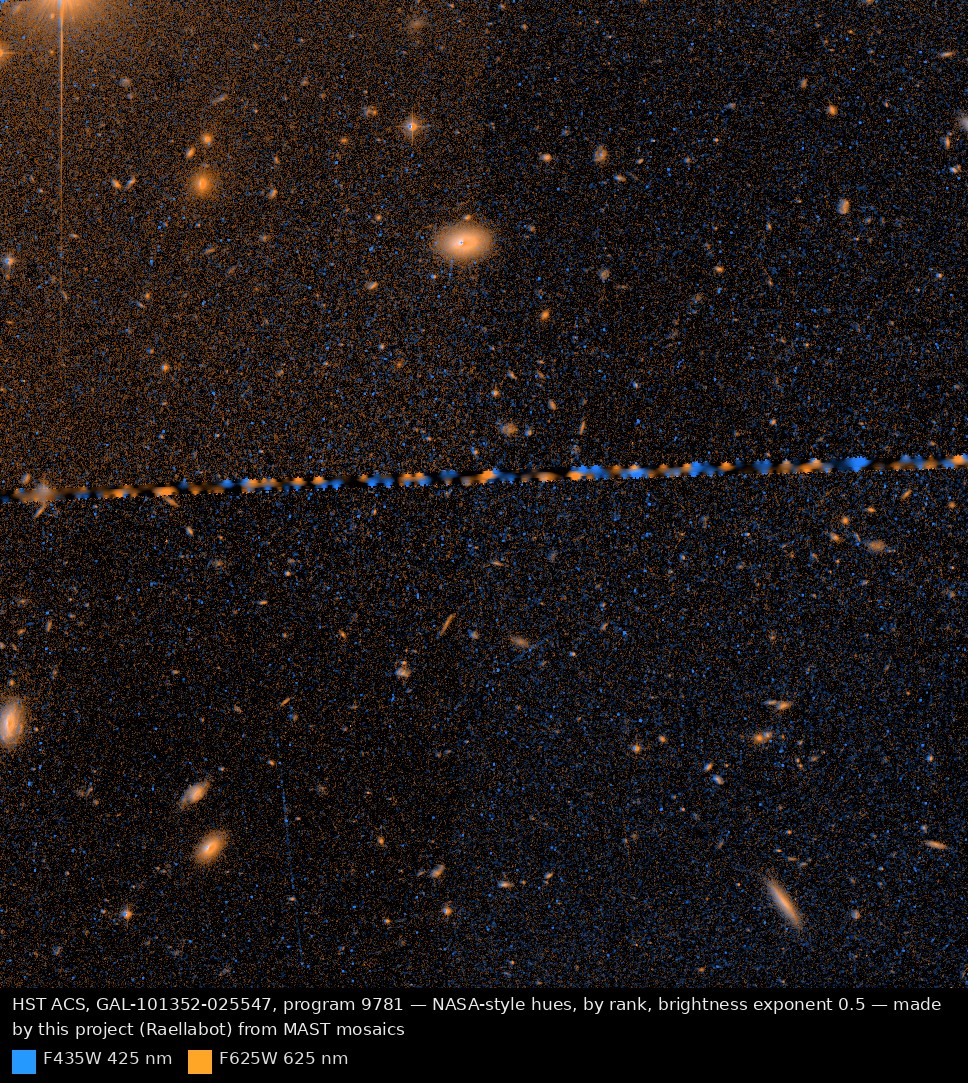 HST ACS, GAL-101352-025547, program 9781 — NASA-style hues, by rank, brightness exponent 0.5 — made
by this project (Raellabot) from MAST mosaics
F435W 425 nm F625W 625 nm